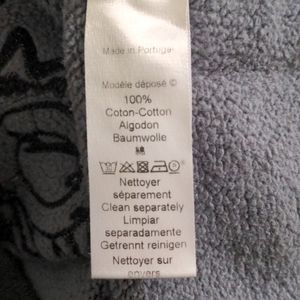 Made in Portugal
Modèle déposé ©
100%
Coton-Cotton
Algodon
Baumwolle
Nettoyer
séparement
Clean separately
Limpiar
separadamente
Getrennt reinigen
Nettoyer sur
envers